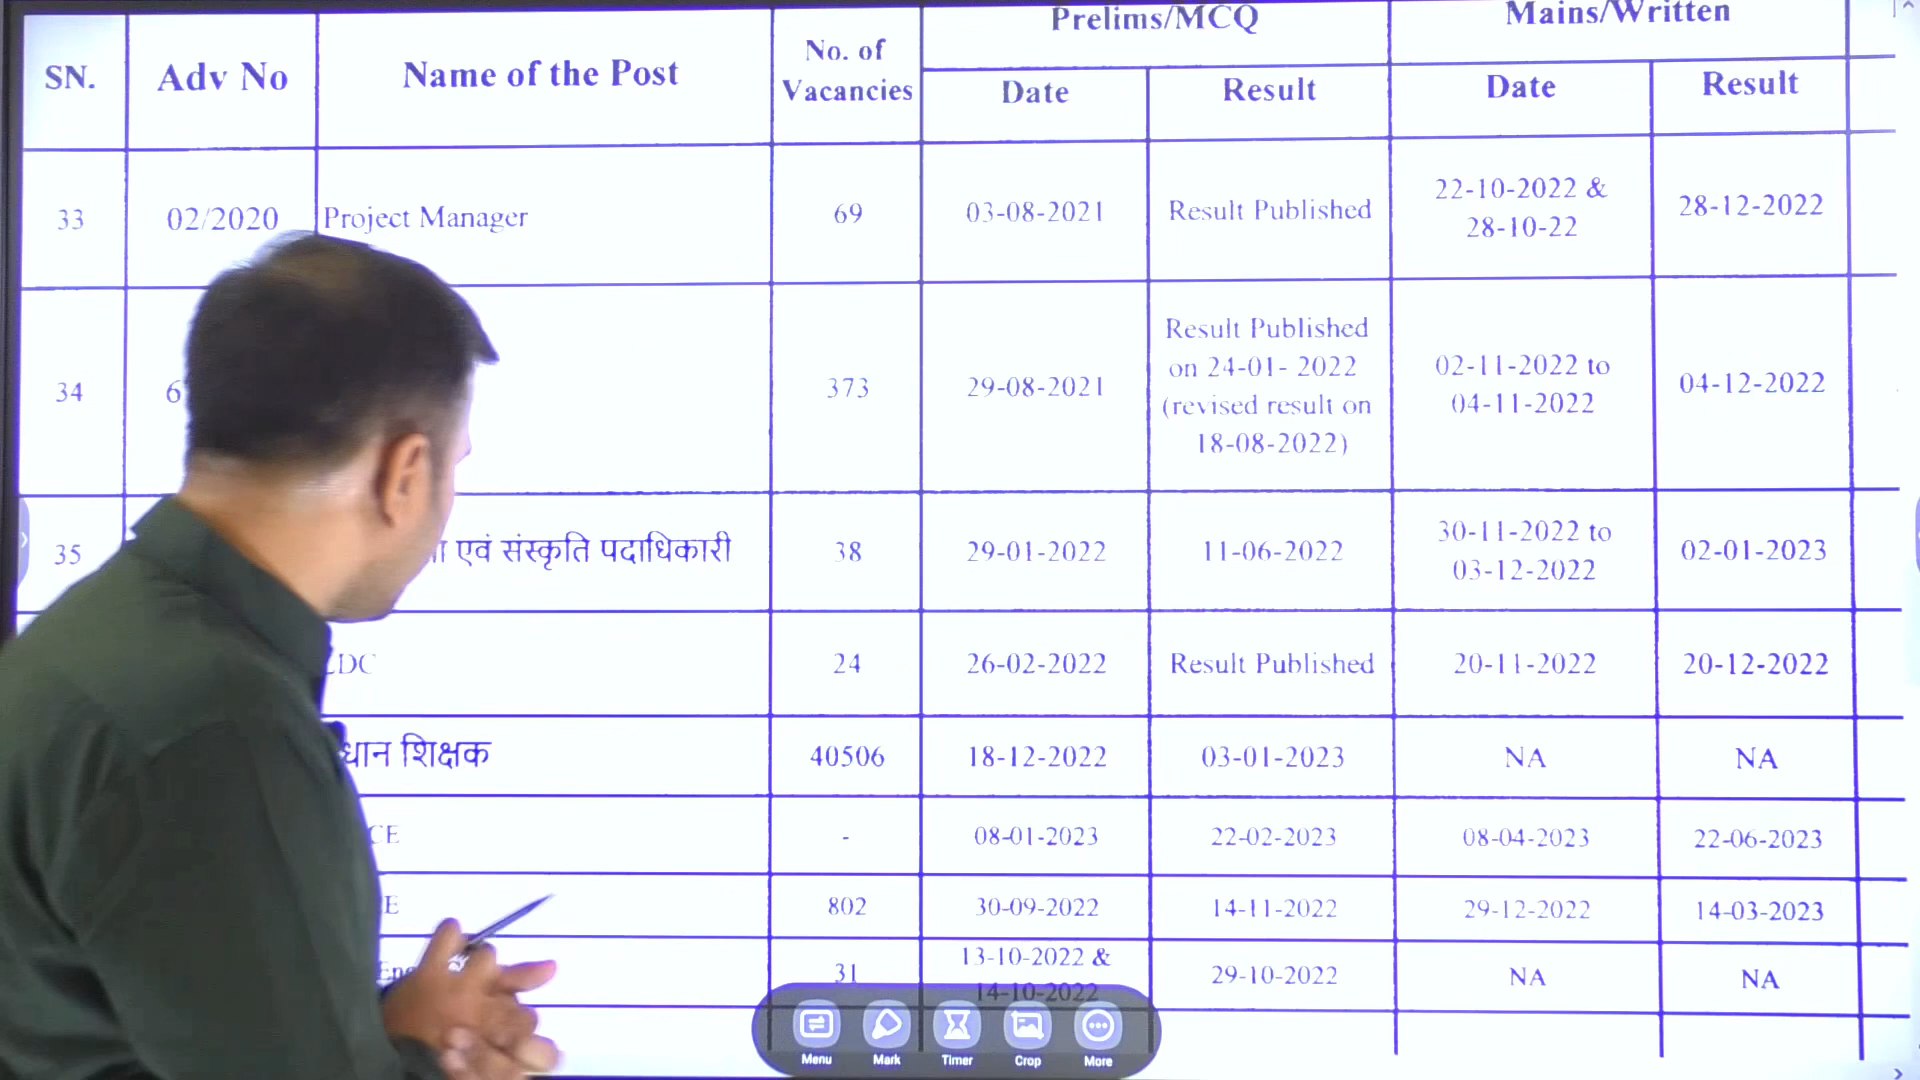 Prelims/MCQ
Mains/Written
SN.
Adv No
Name of the Post
No. of
Vacancies
Date
Result
Date
Result
33
02/2020
Project Manager
69
03-08-2021
Result Published
22-10-2022 &
28-10-22
28-12-2022
34
373
29-08-2021
Result Published
on 24-01- 2022
(revised result on
18-08-2022)
02-11-2022 to
04-11-2022
04-12-2022
35
एवं संस्कृति पदाधिकारी
38
29-01-2022
11-06-2022
30-11-2022 to
03-12-2022
02-01-2023
24
26-02-2022
Result Published
20-11-2022
20-12-2022
शिक्षक
40506
18-12-2022
03-01-2023
NA
NA
-
08-01-2023
22-02-2023
08-04-2023
22-06-2023
802
30-09-2022
14-11-2022
29-12-2022
14-03-2023
31
13-10-2022 &
14-10-2022
29-10-2022
NA
NA
Menu
Mark
Timer
Crop
More